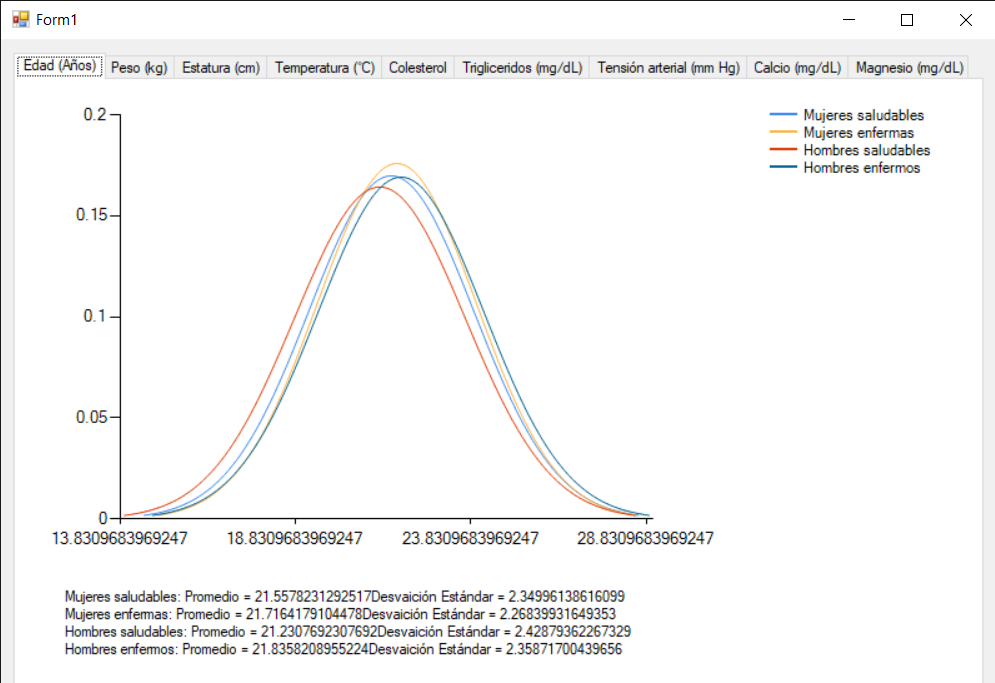 Form1
Edad (Años) Peso (kg) Estatura (cm) Temperatura (°C) Colesterol Trigliceridos (mg/dL) Tensión arterial (mm Hg) Calcio (mg/dL) Magnesio (mg/dL)
Mujeres saludables
Mujeres enfermas
Hombres saludables
Hombres enfermos
0.2
0.15
0.1
0.05
0
13.8309683969247 18.8309683969247 23.8309683969247 28.8309683969247
Mujeres saludables: Promedio = 21.5578231292517Desvaición Estándar = 2.34996138616099
Mujeres enfermas: Promedio = 21.7164179104478Desvaición Estándar = 2.26839931649353
Hombres saludables: Promedio = 21.2307692307692Desvaición Estándar = 2.42879362267329
Hombres enfermos: Promedio = 21.8358208955224Desvaición Estándar = 2.35871700439656